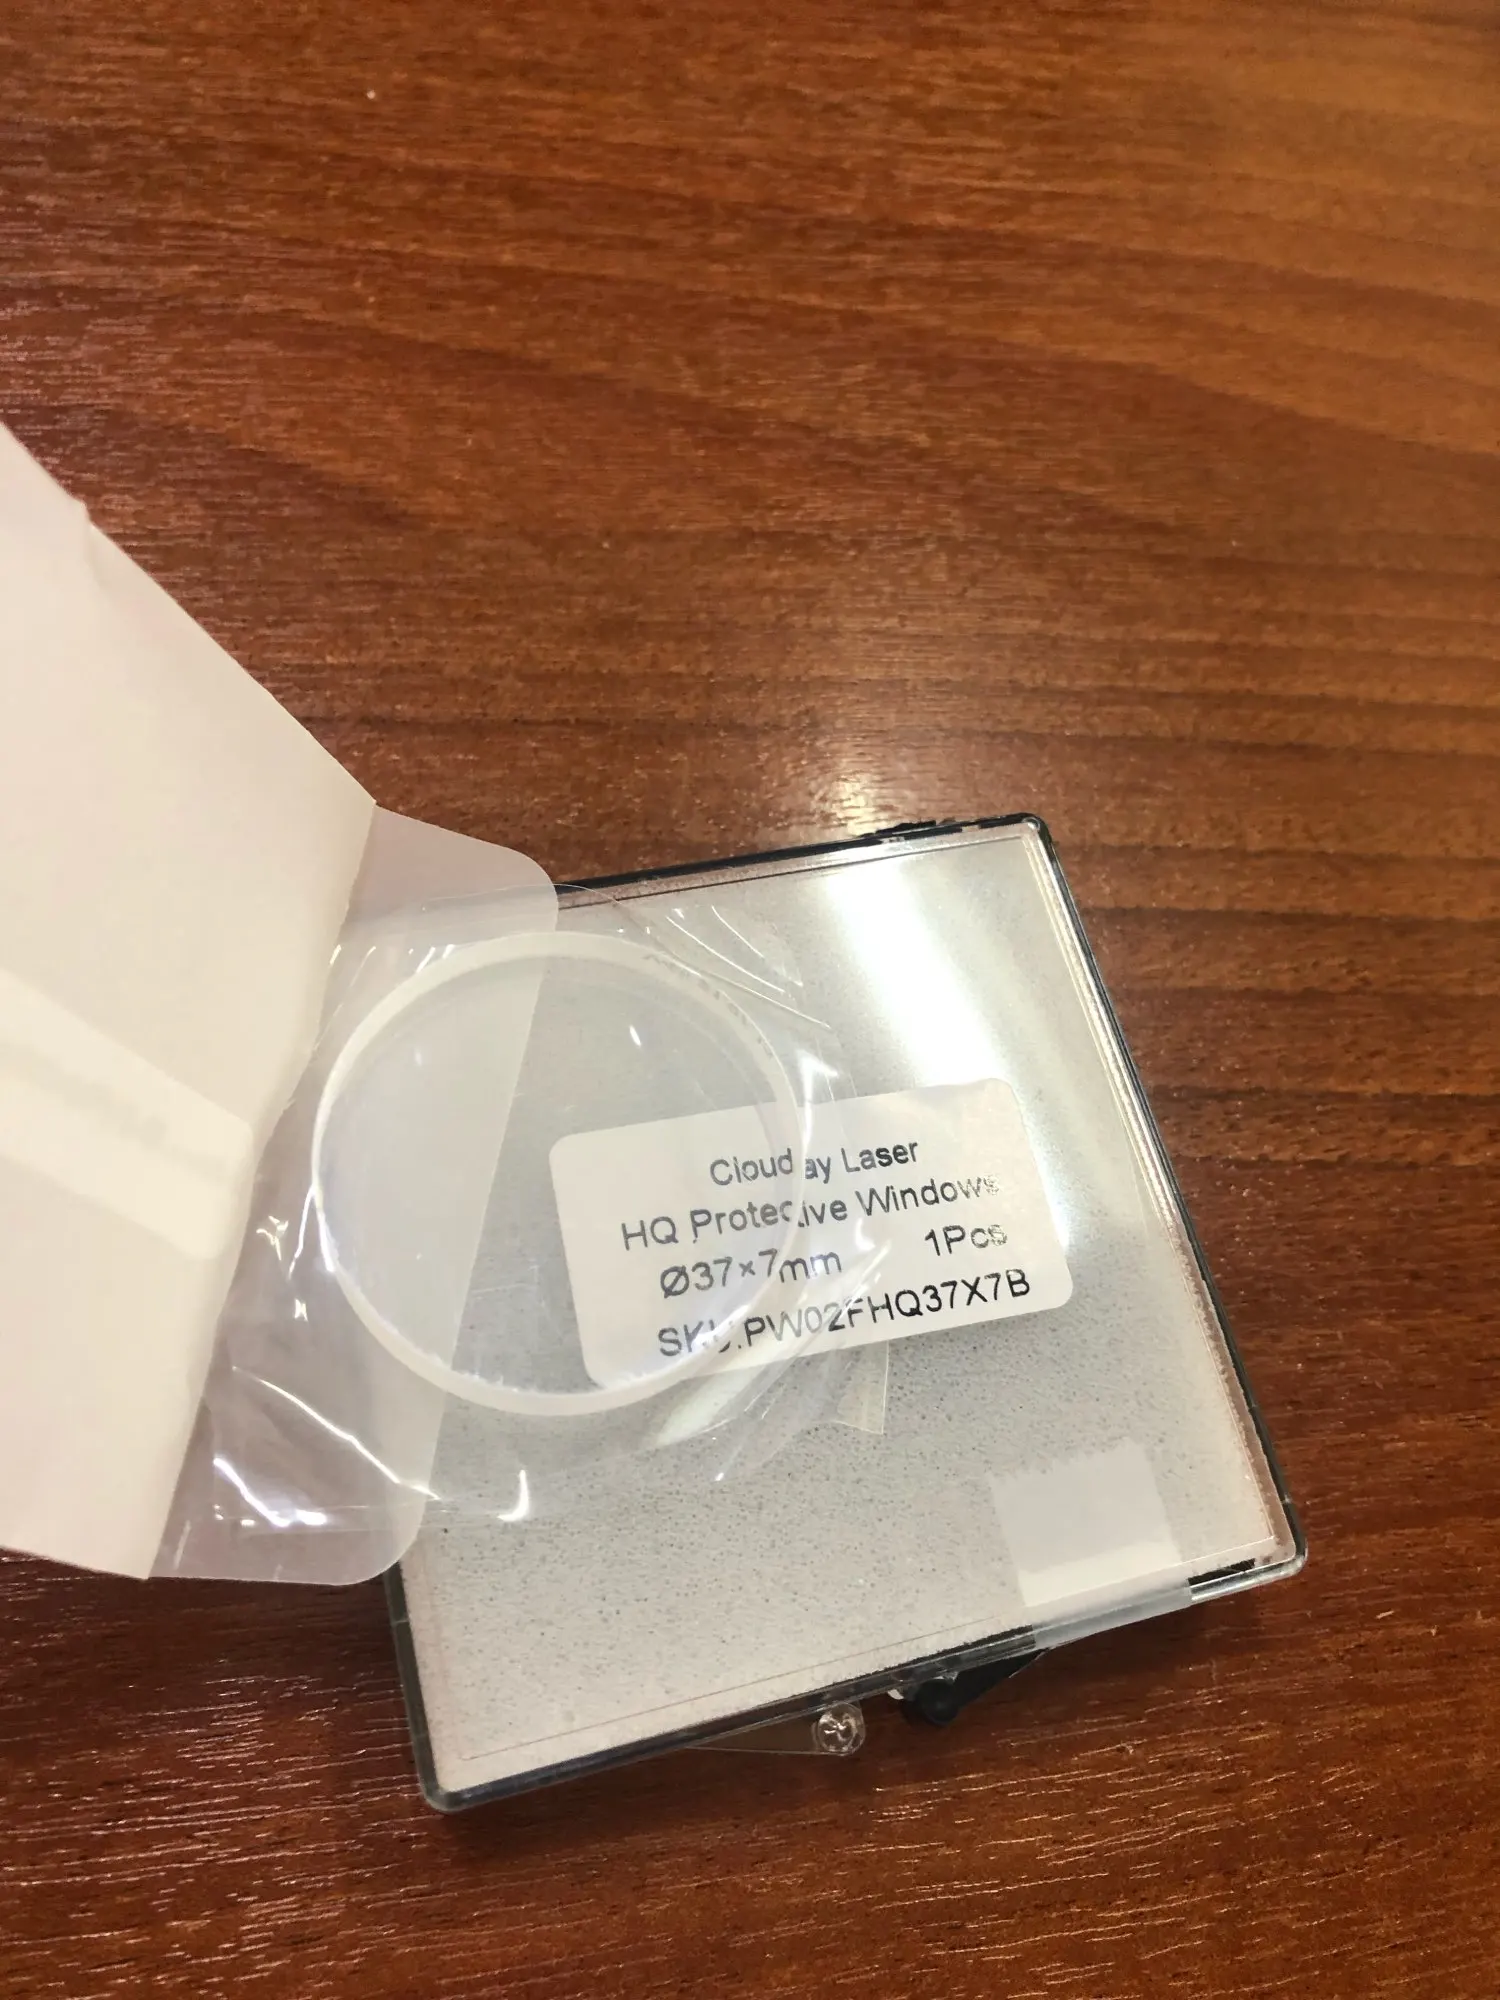 Cloudray Laser
HQ Protective Windows
Ø37×7mm 1Pcs
SKU:PW02FHQ37X7B